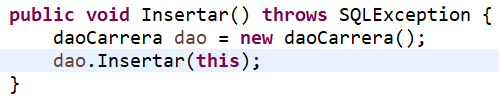 public void Insertar() throws SQLException {
    daoCarrera dao = new daoCarrera();
    dao.Insertar(this);
}